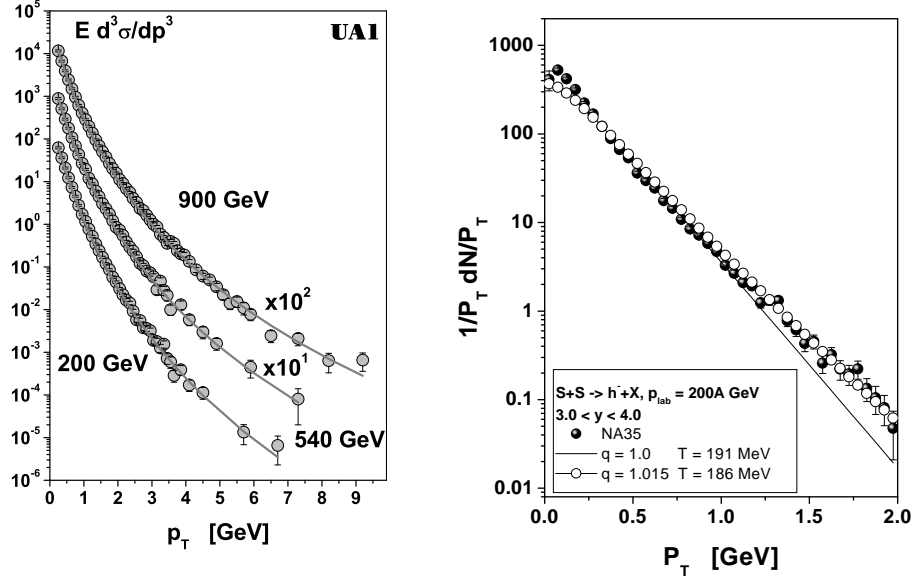 E d³σ/dp³
UA1
10⁵
10⁴
10³
10²
10¹
10⁰
10⁻¹
10⁻²
10⁻³
10⁻⁴
10⁻⁵
10⁻⁶
900 GeV
x10²
200 GeV
x10¹
540 GeV
0 1 2 3 4 5 6 7 8 9
p_T [GeV]
1/P_T dN/P_T
1000
100
10
1
0.1
0.01
S+S -> h⁻+X, p_lab = 200A GeV
3.0 < y < 4.0
NA35
q = 1.0 T = 191 MeV
q = 1.015 T = 186 MeV
0.0 0.5 1.0 1.5 2.0
P_T [GeV]